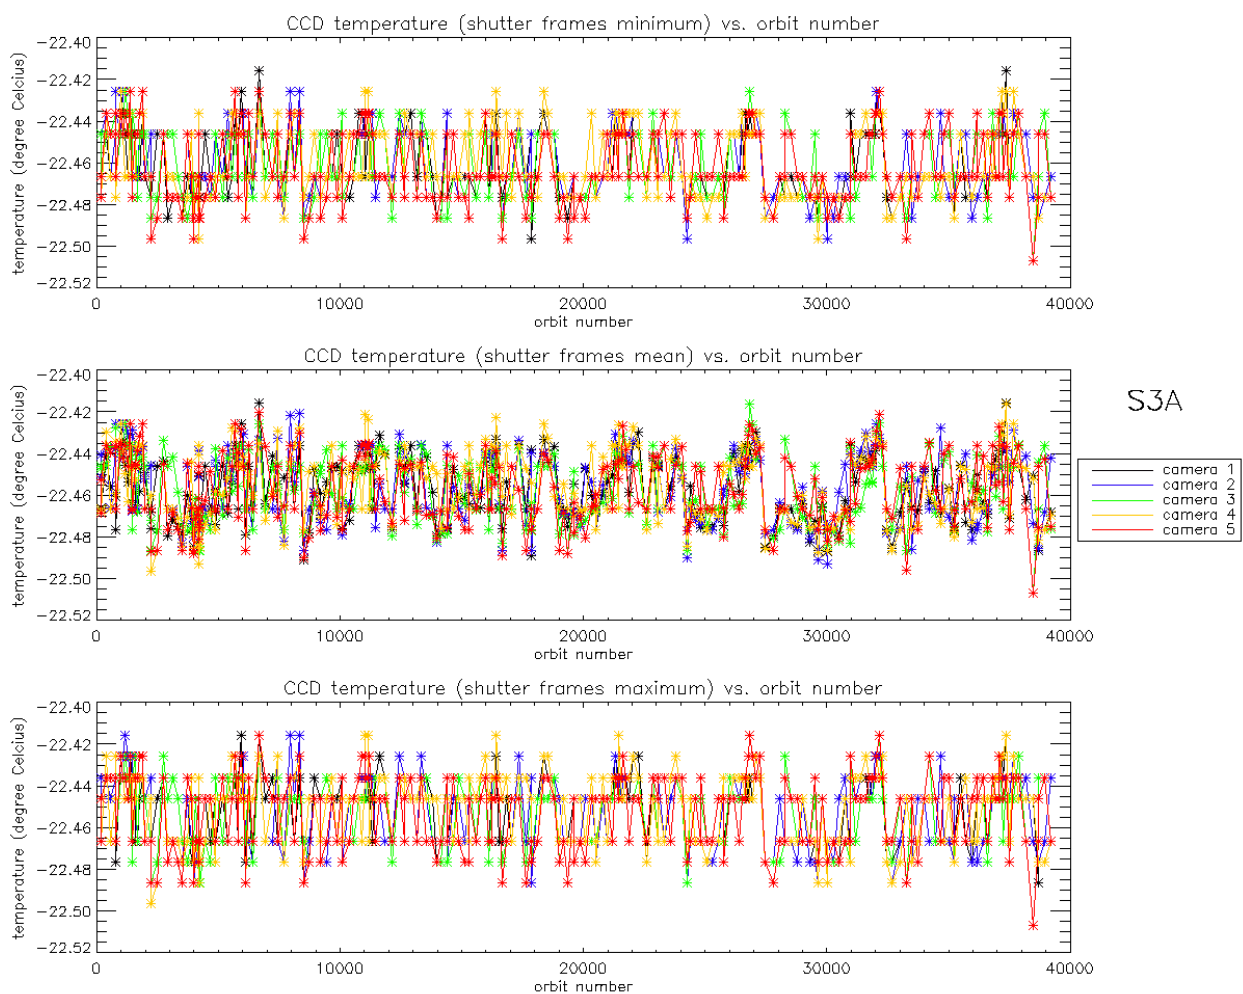 CCD temperature (shutter frames minimum) vs. orbit number
temperature (degree Celcius)
-22.40
-22.42
-22.44
-22.46
-22.48
-22.50
-22.52
0 10000 20000 30000 40000
orbit number
CCD temperature (shutter frames mean) vs. orbit number
temperature (degree Celcius)
-22.40
-22.42
-22.44
-22.46
-22.48
-22.50
-22.52
0 10000 20000 30000 40000
orbit number
S3A
camera 1
camera 2
camera 3
camera 4
camera 5
CCD temperature (shutter frames maximum) vs. orbit number
temperature (degree Celcius)
-22.40
-22.42
-22.44
-22.46
-22.48
-22.50
-22.52
0 10000 20000 30000 40000
orbit number